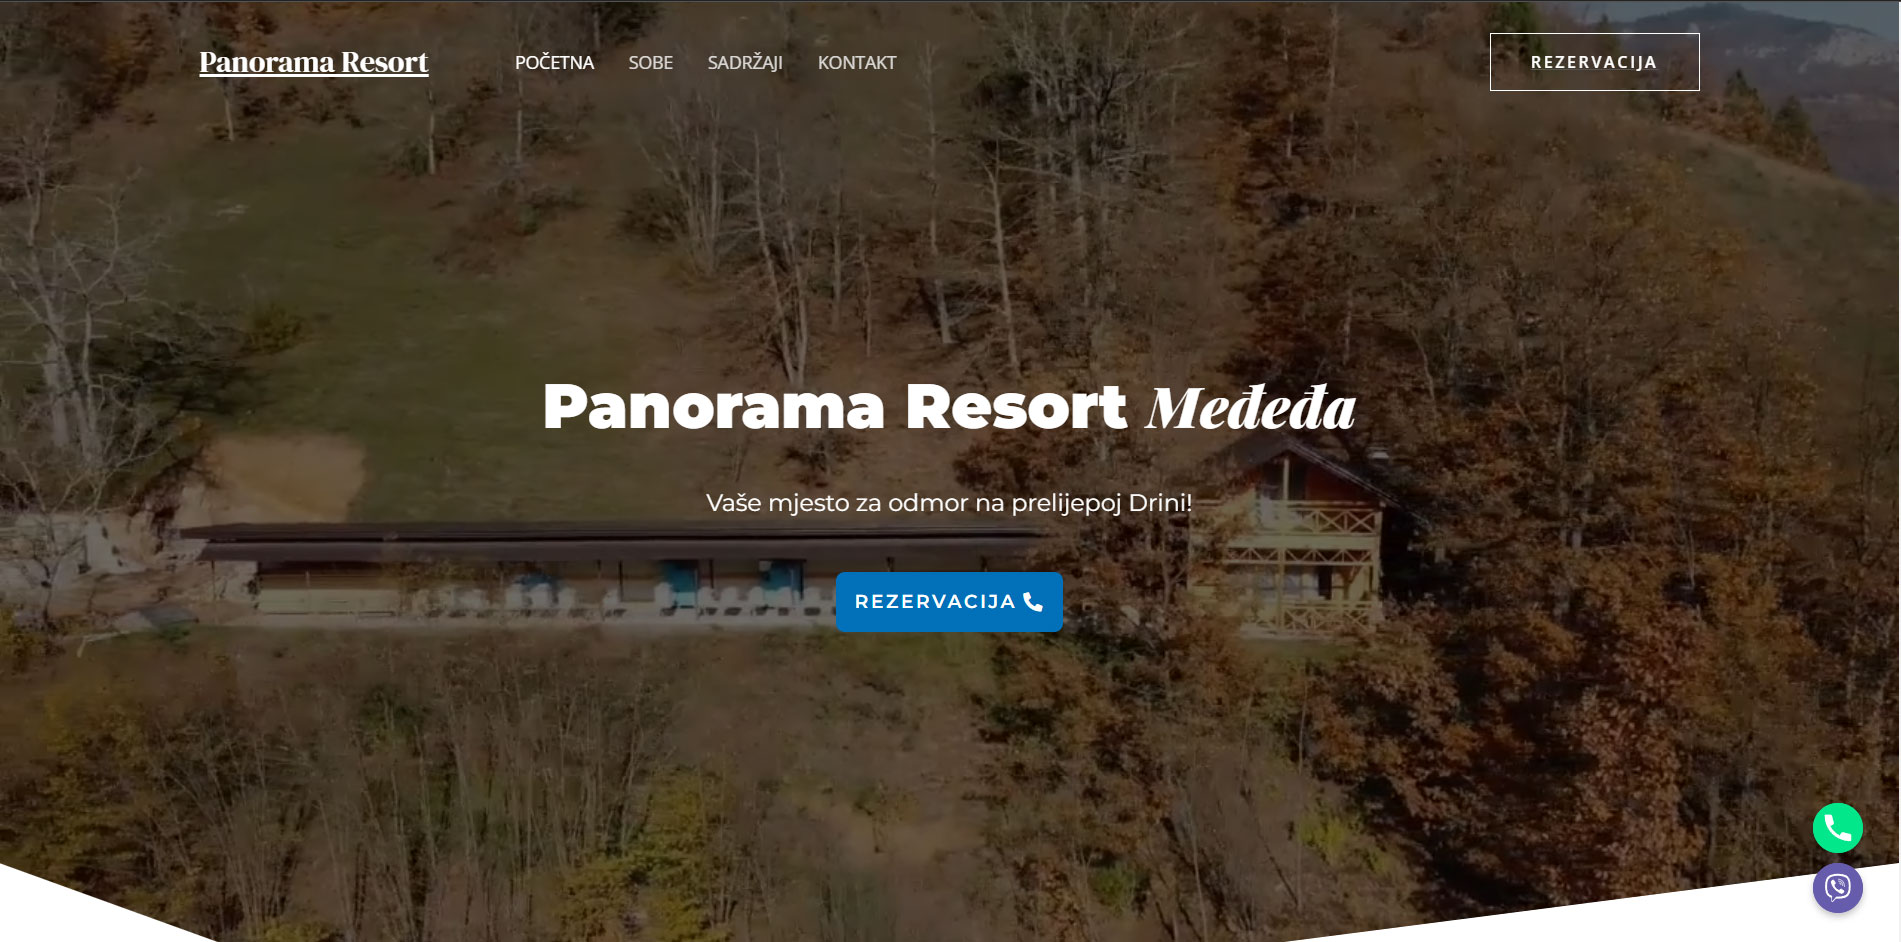 Panorama Resort
POČETNA
SOBE
SADRŽAJI
KONTAKT
REZERVACIJA
Panorama Resort Međeđa
Vaše mjesto za odmor na prelijepoj Drini!
REZERVACIJA